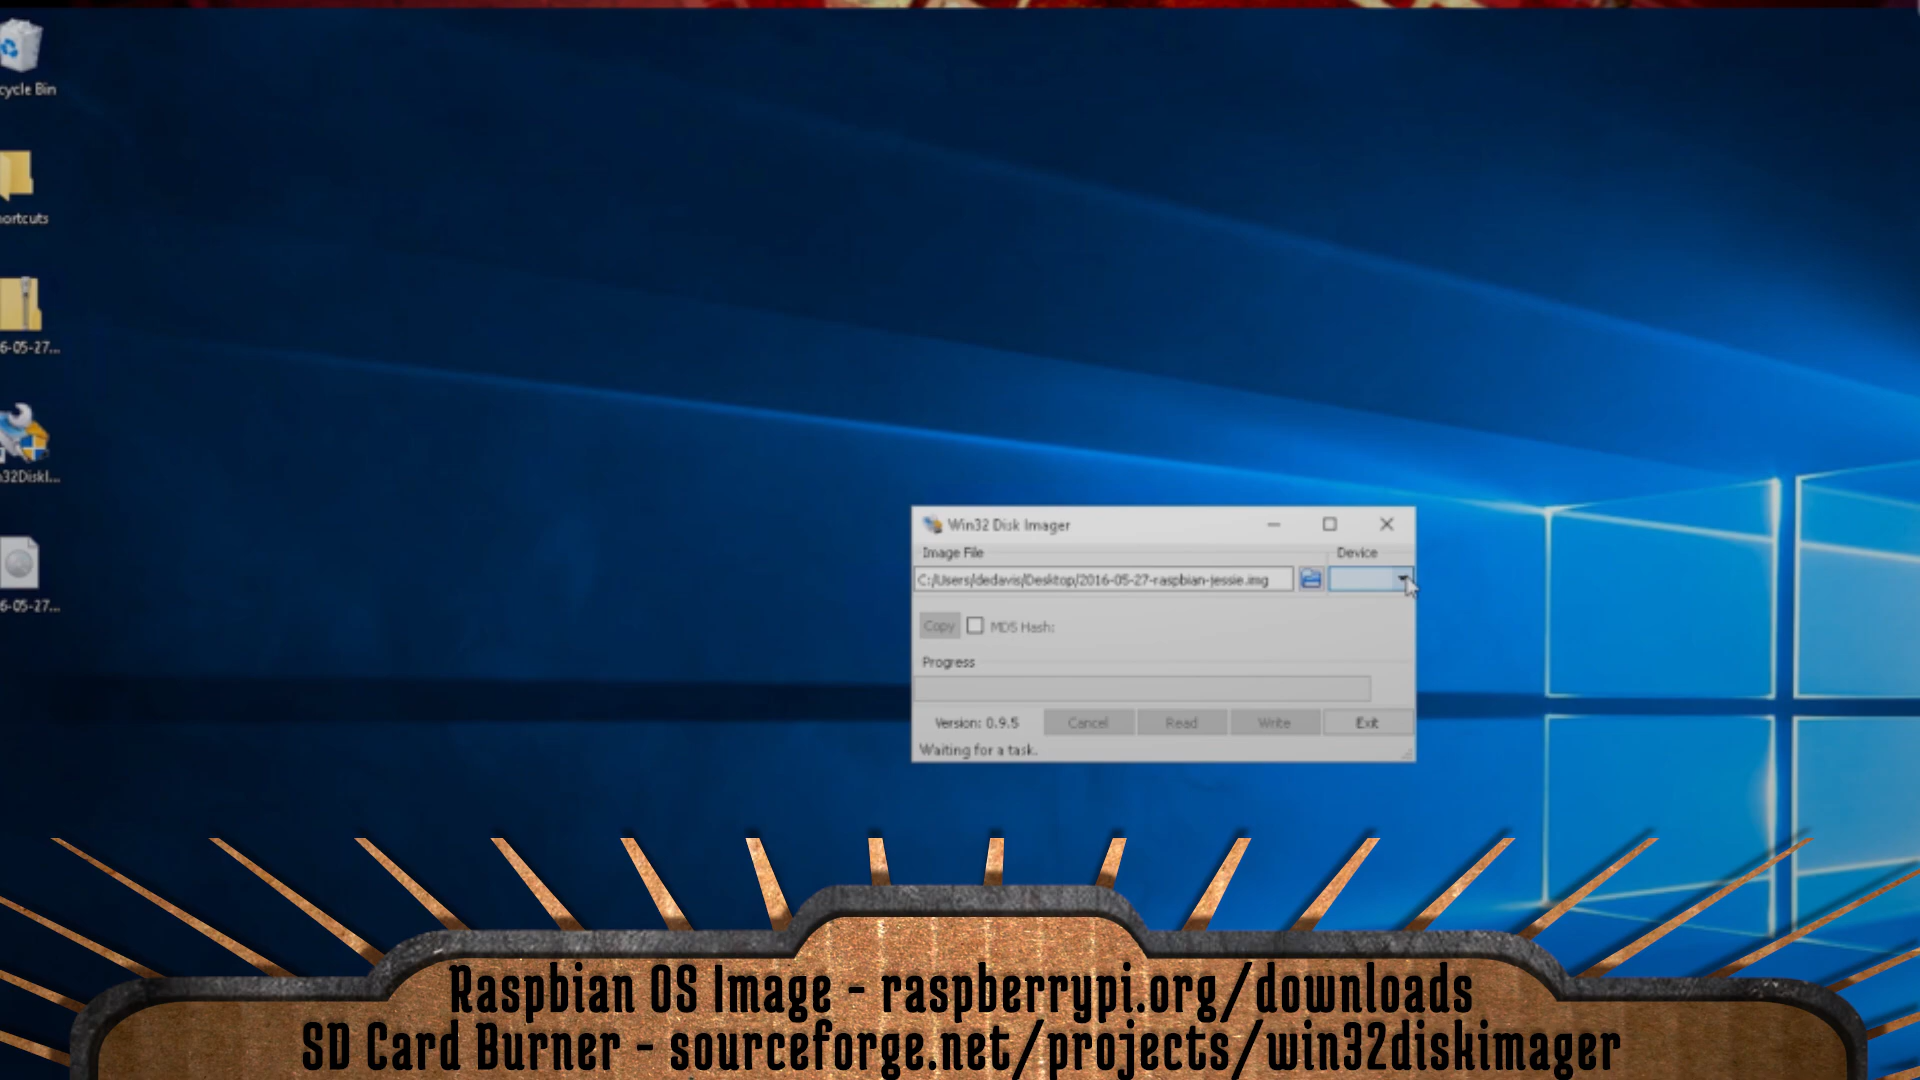 cycle Bin
ortcuts
6-05-27...
32DiskI...
6-05-27...
Win32 Disk Imager
Image File
Device
C:/Users/dedavis/Desktop/2016-05-27-raspbian-jessie.img
Copy
MD5 Hash:
Progress
Version: 0.9.5
Cancel
Read
Write
Exit
Waiting for a task.
Raspbian OS Image - raspberrypi.org/downloads
SD Card Burner - sourceforge.net/projects/win32diskimager